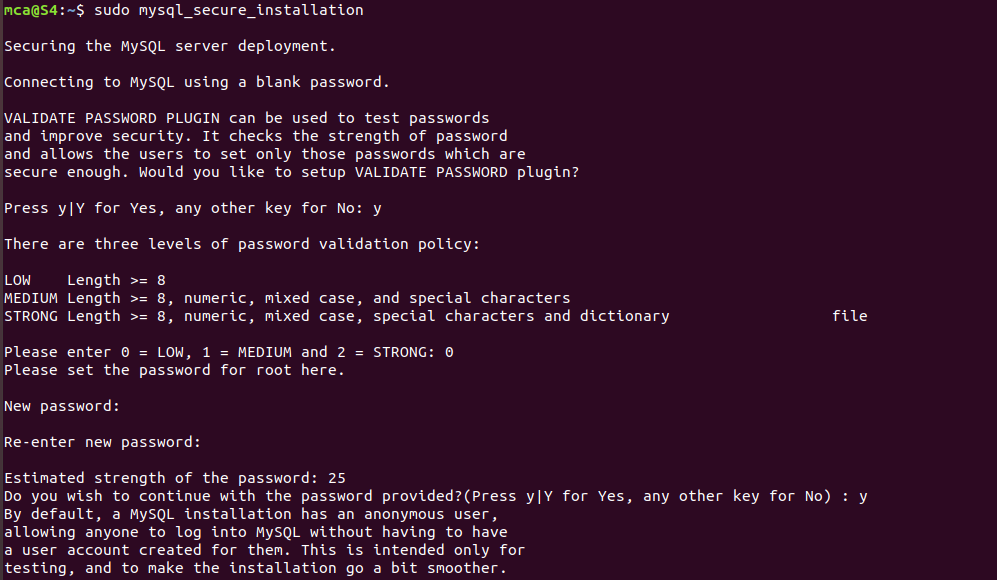 mca@S4:~$ sudo mysql_secure_installation
Securing the MySQL server deployment.
Connecting to MySQL using a blank password.
VALIDATE PASSWORD PLUGIN can be used to test passwords
and improve security. It checks the strength of password
and allows the users to set only those passwords which are
secure enough. Would you like to setup VALIDATE PASSWORD plugin?
Press y|Y for Yes, any other key for No: y
There are three levels of password validation policy:
LOW    Length >= 8
MEDIUM Length >= 8, numeric, mixed case, and special characters
STRONG Length >= 8, numeric, mixed case, special characters and dictionary                  file
Please enter 0 = LOW, 1 = MEDIUM and 2 = STRONG: 0
Please set the password for root here.
New password:
Re-enter new password:
Estimated strength of the password: 25
Do you wish to continue with the password provided?(Press y|Y for Yes, any other key for No) : y
By default, a MySQL installation has an anonymous user,
allowing anyone to log into MySQL without having to have
a user account created for them. This is intended only for
testing, and to make the installation go a bit smoother.